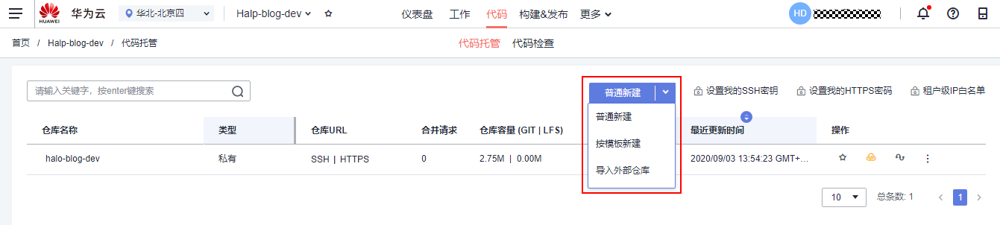 HUAWEI 华为云 华北-北京四 Halp-blog-dev 仪表盘 工作 代码 构建&发布 更多 HD
首页 / Halp-blog-dev / 代码托管 代码托管 代码检查
请输入关键字，按enter键搜索 普通新建 设置我的SSH密钥 设置我的HTTPS密码 租户级IP白名单
普通新建
按模板新建
导入外部仓库
仓库名称 类型 仓库URL 合并请求 仓库容量 (GIT | LFS) 最近更新时间 操作
halo-blog-dev 私有 SSH | HTTPS 0 2.75M | 0.00M 2020/09/03 13:54:23 GMT+...
10 总条数: 1 < 1 >